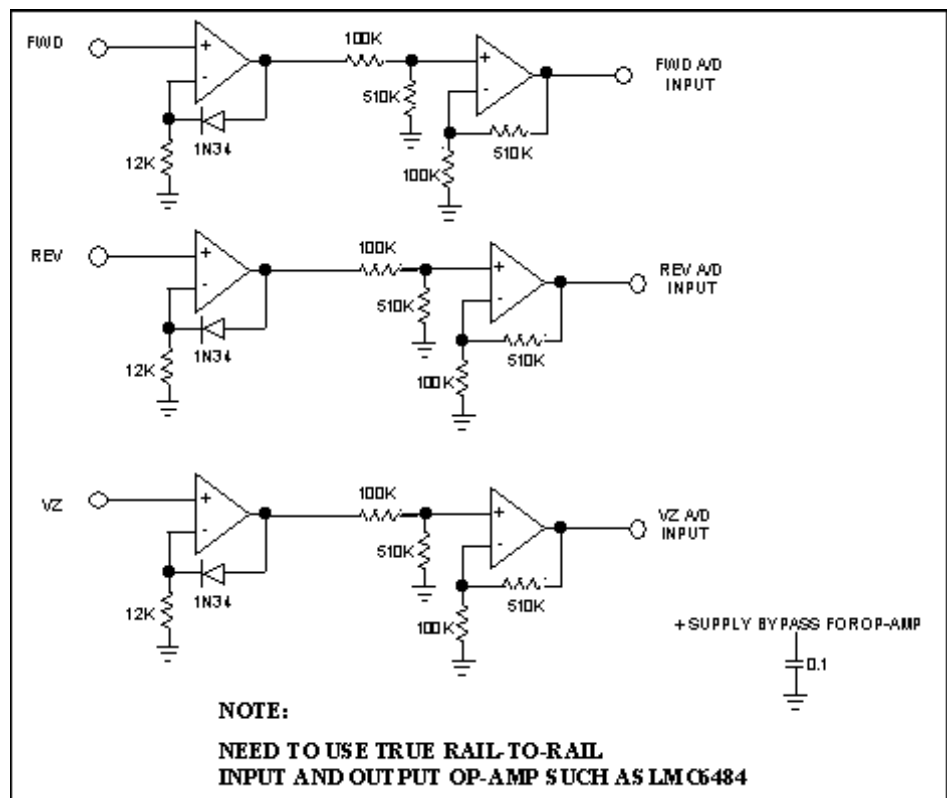 FWD
100K
FWD A/D
INPUT
510K
1N34
12K
510K
100K
REV
100K
REV A/D
INPUT
510K
1N34
12K
510K
100K
VZ
100K
VZ A/D
INPUT
510K
1N34
12K
510K
100K
+ SUPPLY BYPASS FOR OP-AMP
0.1
NOTE:
NEED TO USE TRUE RAIL-TO-RAIL
INPUT AND OUTPUT OP-AMP SUCH AS LMC6484